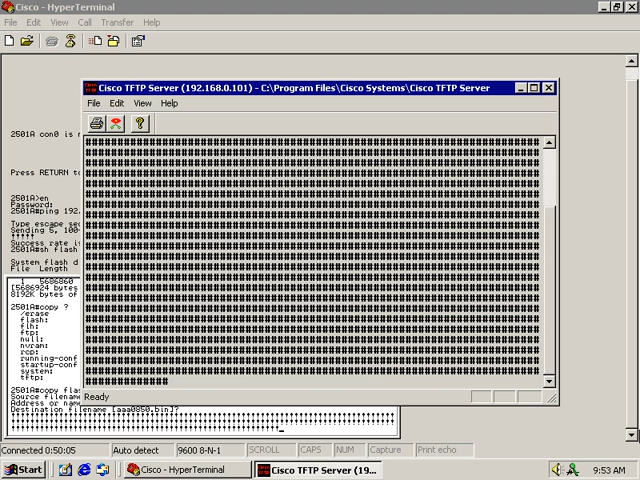 Cisco - HyperTerminal
File Edit View Call Transfer Help
Cisco TFTP Server (192.168.0.101) - C:\Program Files\Cisco Systems\Cisco TFTP Server
File Edit View Help
2501A con0 is n
Press RETURN to
2501A>en
Password:
2501A#ping 192.
Type escape seq
Sending 5, 100-
!!!!!
Success rate is
2501A#sh flash
System flash d
File Length
1 5686860
[5686924 bytes
8192K bytes of
2501A#copy ?
/erase
flash:
flh:
ftp:
null:
nvram:
rcp:
running-conf
startup-conf
system:
tftp:
2501A#copy flas
Source filename
Address or name
Destination filename [aaa0850.bin]?
Ready
Connected 0:50:05 Auto detect 9600 8-N-1 SCROLL CAPS NUM Capture Print echo
Start Cisco - HyperTerminal Cisco TFTP Server (19... 9:53 AM